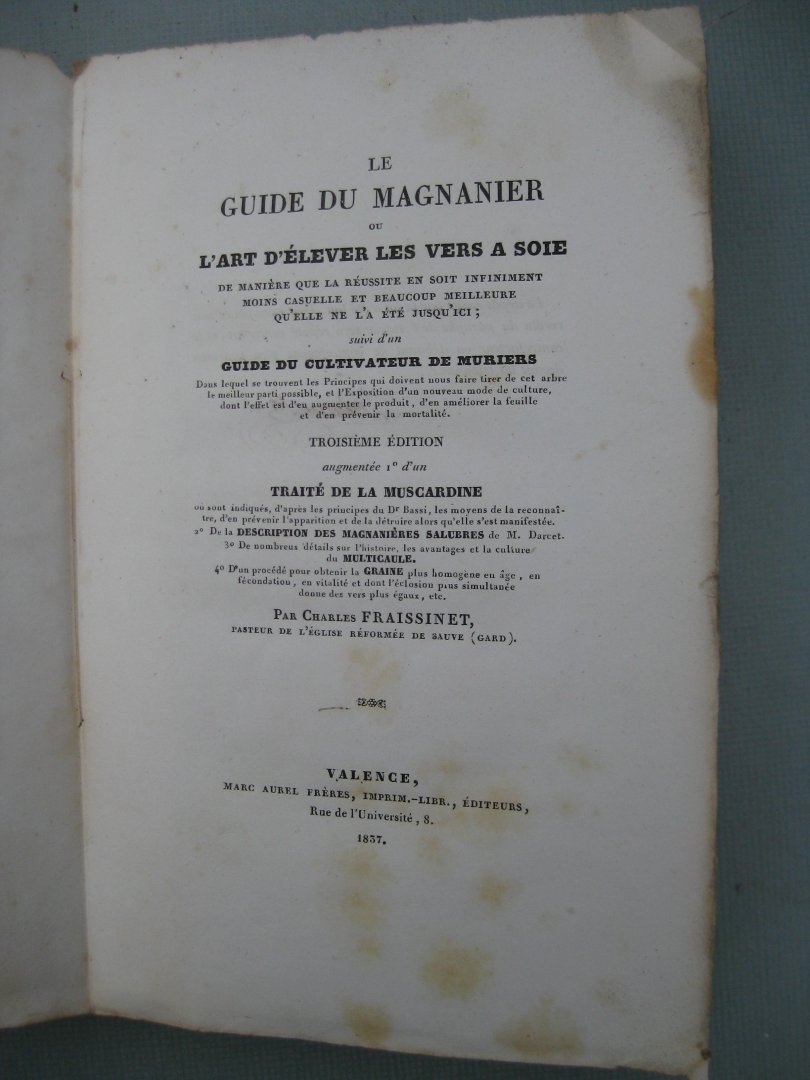 LE
GUIDE DU MAGNANIER
OU
L'ART D'ÉLEVER LES VERS A SOIE
DE MANIÈRE QUE LA RÉUSSITE EN SOIT INFINIMENT
MOINS CASUELLE ET BEAUCOUP MEILLEURE
QU'ELLE NE L'A ÉTÉ JUSQU'ICI ;
suivi d'un
GUIDE DU CULTIVATEUR DE MURIERS
Dans lequel se trouvent les Principes qui doivent nous faire tirer de cet arbre
le meilleur parti possible, et l'Exposition d'un nouveau mode de culture,
dont l'effet est d'en augmenter le produit, d'en améliorer la feuille
et d'en prévenir la mortalité.
TROISIÈME ÉDITION
augmentée 1º d'un
TRAITÉ DE LA MUSCARDINE
où sont indiqués, d'après les principes du Dr Bassi, les moyens de la reconnaî-
tre, d'en prévenir l'apparition et de la détruire alors qu'elle s'est manifestée.
2º De la DESCRIPTION DES MAGNANIÈRES SALUBRES de M. Darcet.
3º De nombreux détails sur l'histoire, les avantages et la culture
du MULTICAULE.
4º D'un procédé pour obtenir la GRAINE plus homogène en âge, en
fécondation, en vitalité et dont l'éclosion plus simultanée
donne des vers plus égaux, etc.
PAR CHARLES FRAISSINET,
PASTEUR DE L'ÉGLISE RÉFORMÉE DE SAUVE (GARD).
VALENCE,
MARC AUREL FRÈRES, IMPRIM.-LIBR., ÉDITEURS,
Rue de l'Université, 8.
1837.